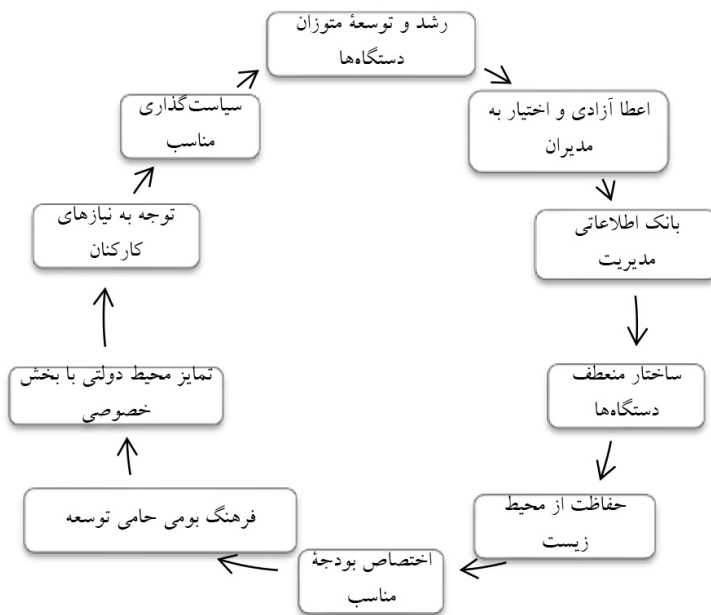 رشد و توسعهٔ متوزان
دستگاه‌ها
اعطا آزادی و اختیار به
مدیران
بانک اطلاعاتی
مدیریت
ساختار منعطف
دستگاه‌ها
حفاظت از محیط
زیست
اختصاص بودجهٔ
مناسب
فرهنگ بومی حامی توسعه
تمایز محیط دولتی با بخش
خصوصی
توجه به نیازهای
کارکنان
سیاست‌گذاری
مناسب